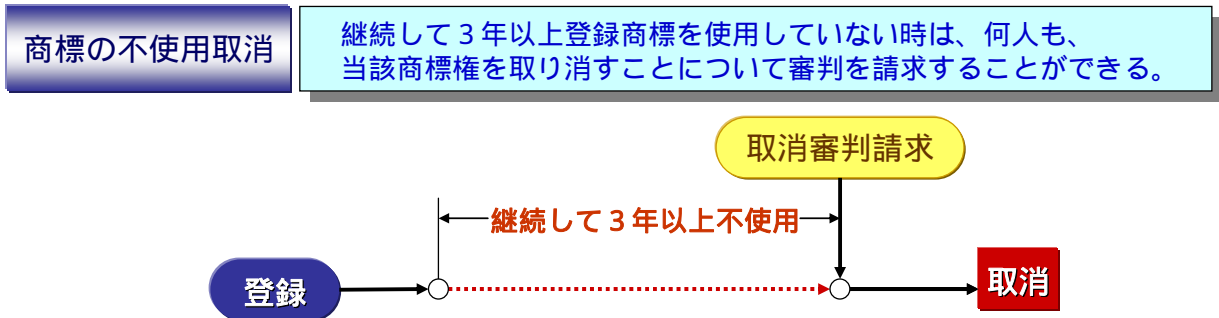 商標の不使用取消
継続して３年以上登録商標を使用していない時は、何人も、
当該商標権を取り消すことについて審判を請求することができる。
取消審判請求
継続して３年以上不使用
登録
取消